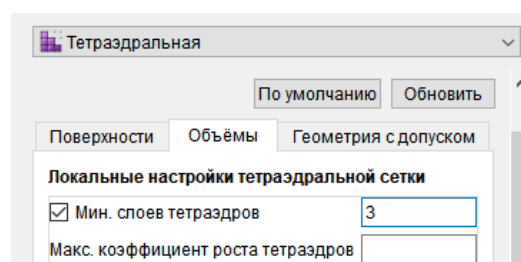 Тетраэдральная
По умолчанию Обновить
Поверхности Объёмы Геометрия с допуском
Локальные настройки тетраэдральной сетки
Мин. слоев тетраэдров 3
Макс. коэффициент роста тетраэдров